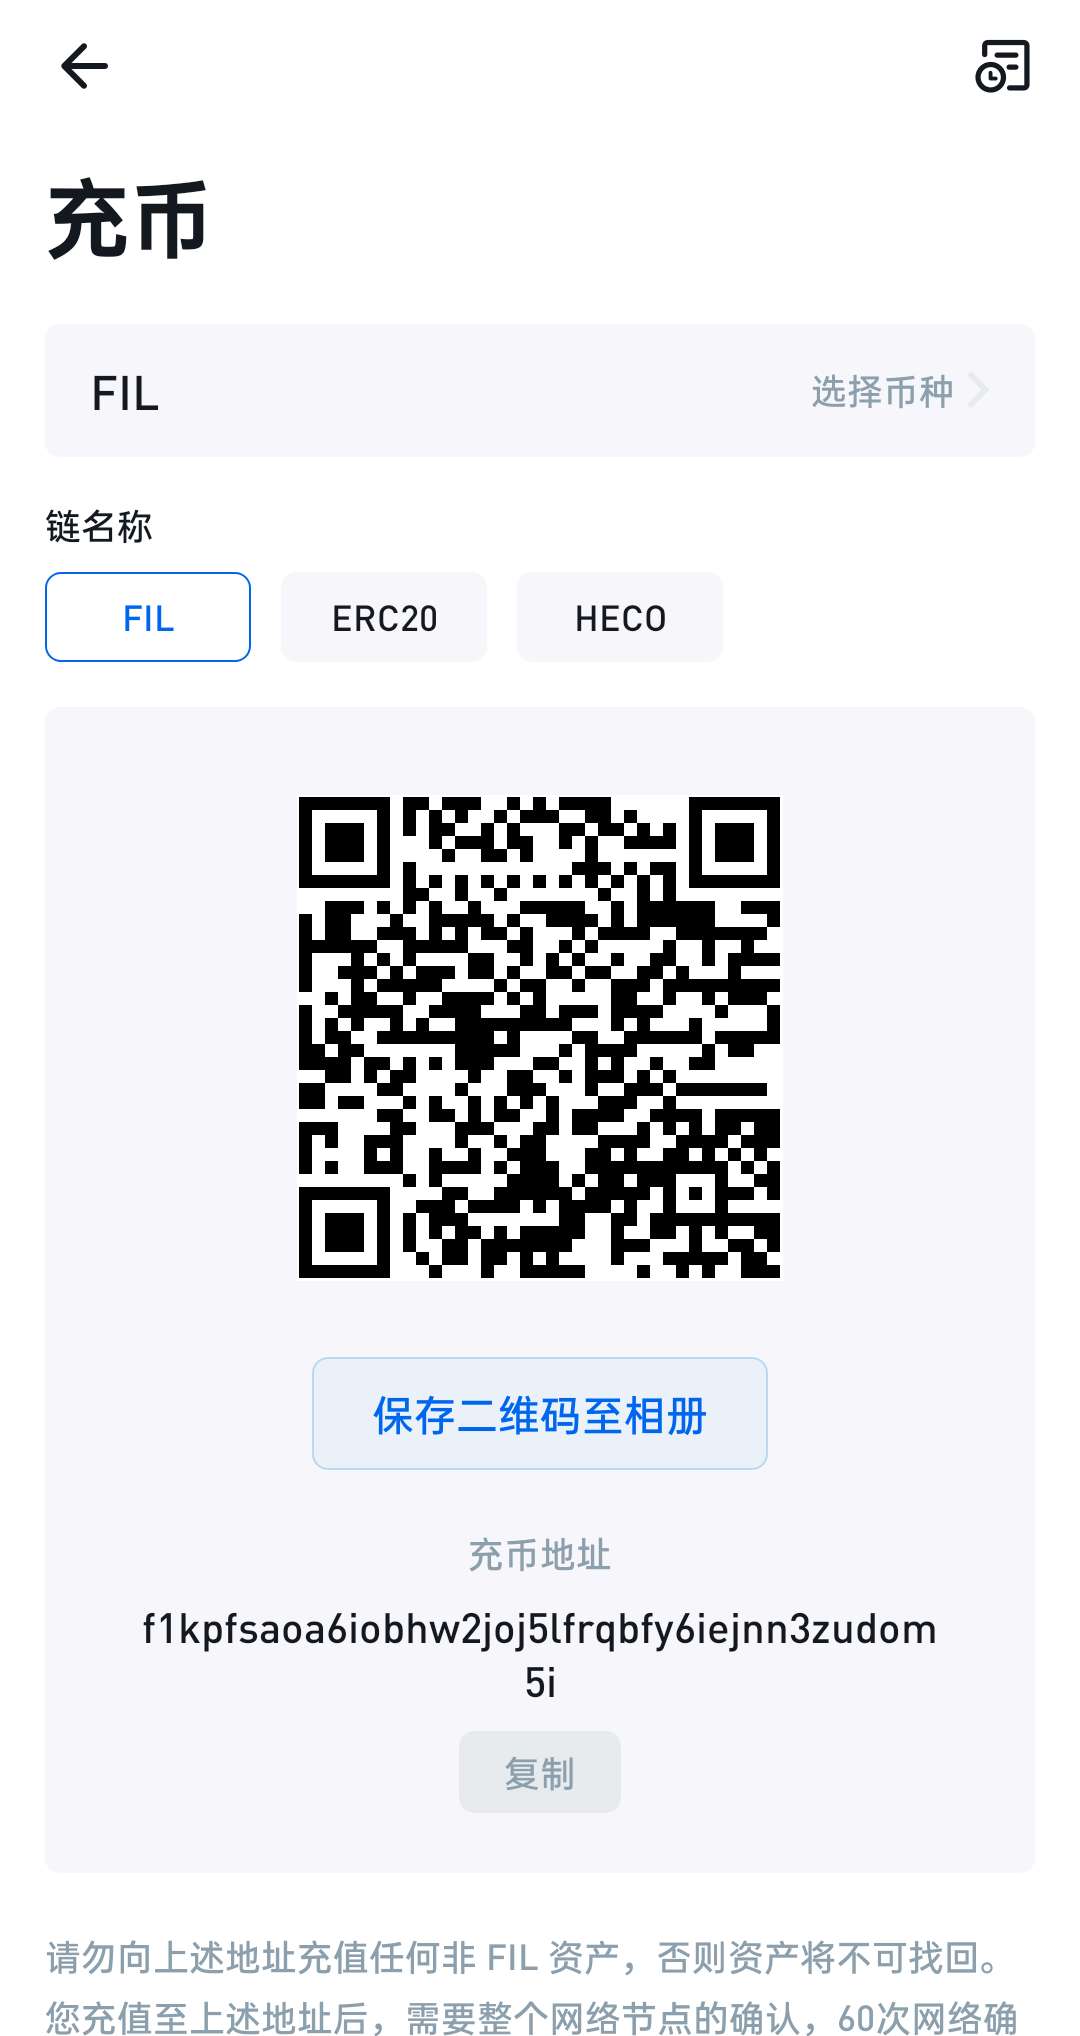 充币
FIL 选择币种
链名称
FIL ERC20 HECO
保存二维码至相册
充币地址
f1kpfsaoa6iobhw2joj5lfrqbfy6iejnn3zudom
5i
复制
请勿向上述地址充值任何非 FIL 资产，否则资产将不可找回。
您充值至上述地址后，需要整个网络节点的确认，60次网络确